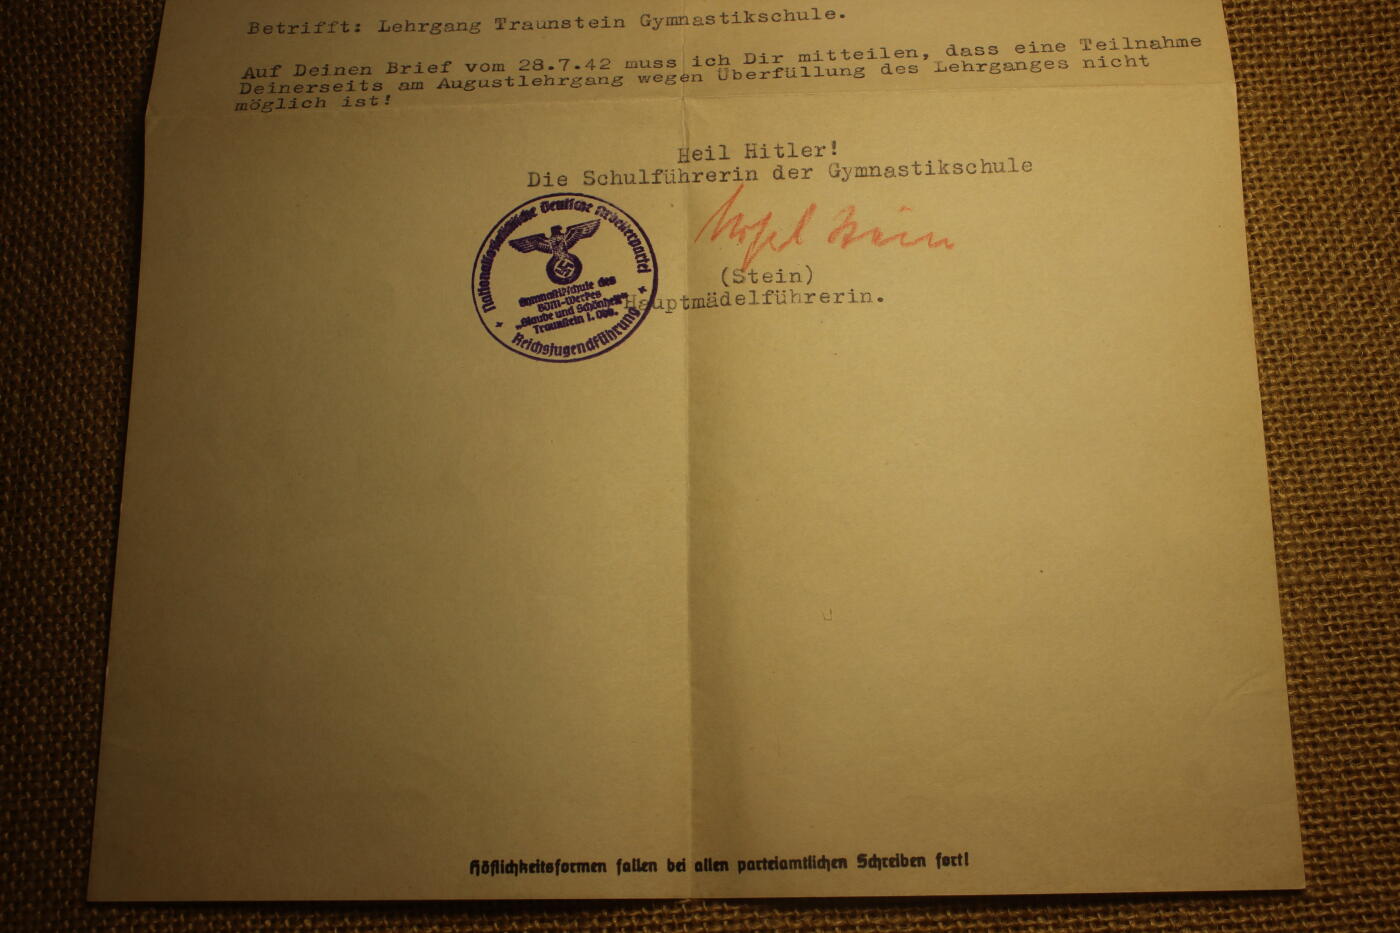 Betrifft: Lehrgang Traunstein Gymnastikschule.
Auf Deinen Brief vom 28.7.42 muss ich Dir mitteilen, dass eine Teilnahme
Deinerseits am Augustlehrgang wegen Überfüllung des Lehrganges nicht
möglich ist!
Heil Hitler!
Die Schulführerin der Gymnastikschule
Nationalsozialistische Deutsche Arbeiterpartei
Gymnastikschule des
BDM-Werkes
„Glaube und Schönheit"
Traunstein i. Obb.
Reichsjugendführung
Stein
(Stein)
Hauptmädelführerin.
Höflichkeitsformen fallen bei allen parteiamtlichen Schreiben fort!